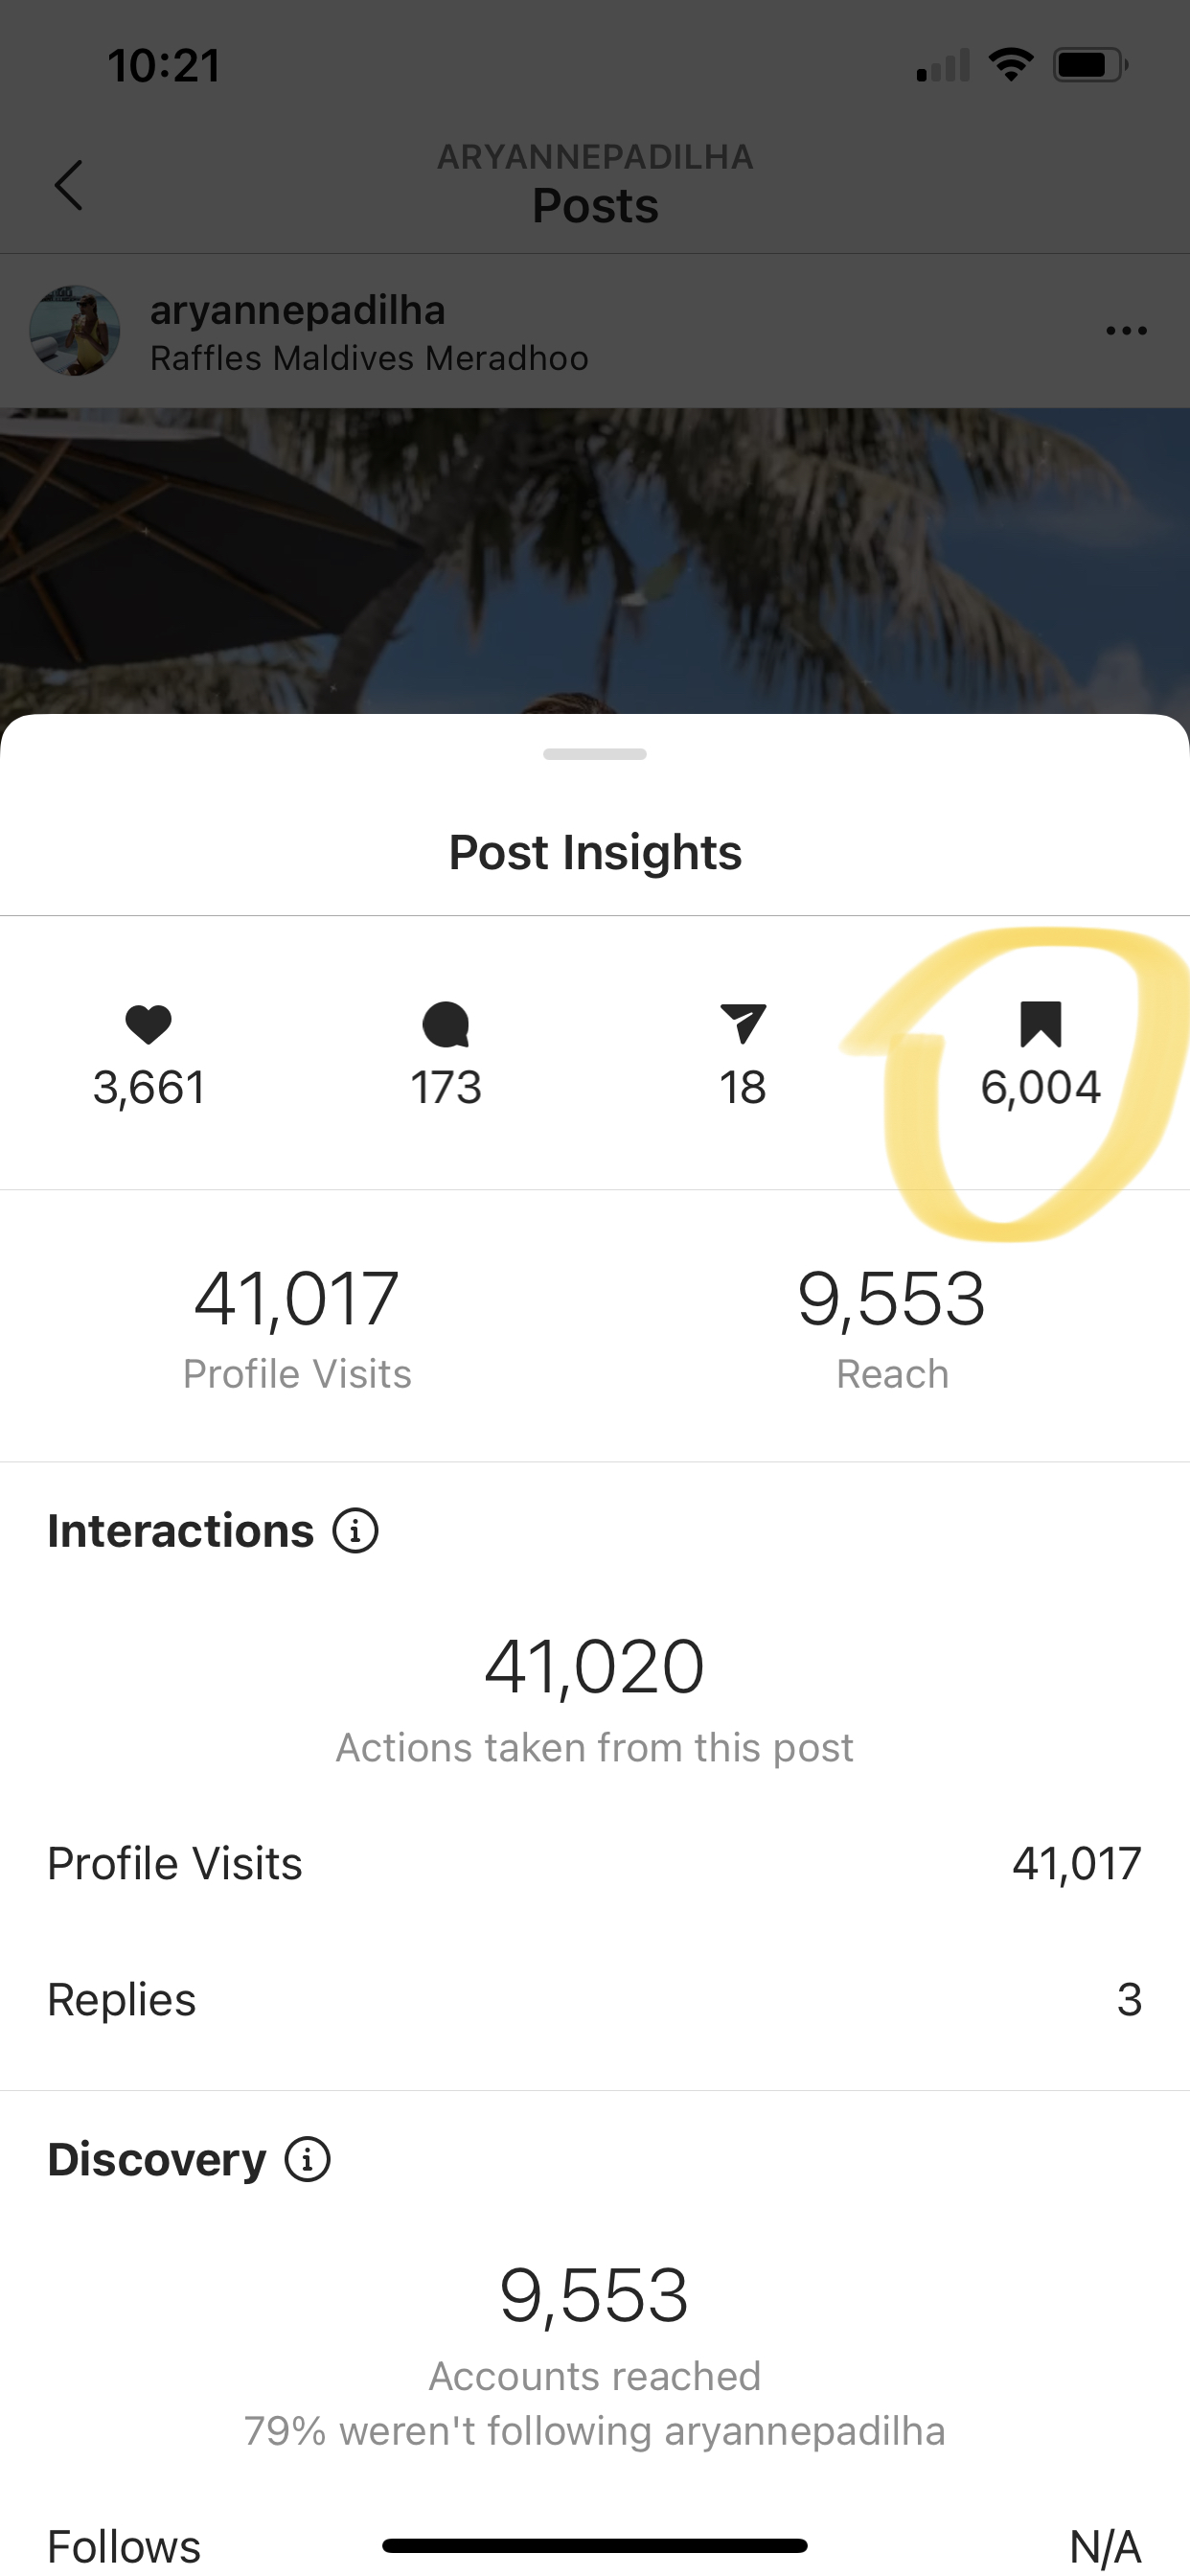 10:21
ARYANNEPADILHA
Posts
aryannepadilha
Raffles Maldives Meradhoo
Post Insights
3,661 173 18 6,004
41,017 9,553
Profile Visits Reach
Interactions
41,020
Actions taken from this post
Profile Visits 41,017
Replies 3
Discovery
9,553
Accounts reached
79% weren't following aryannepadilha
Follows N/A